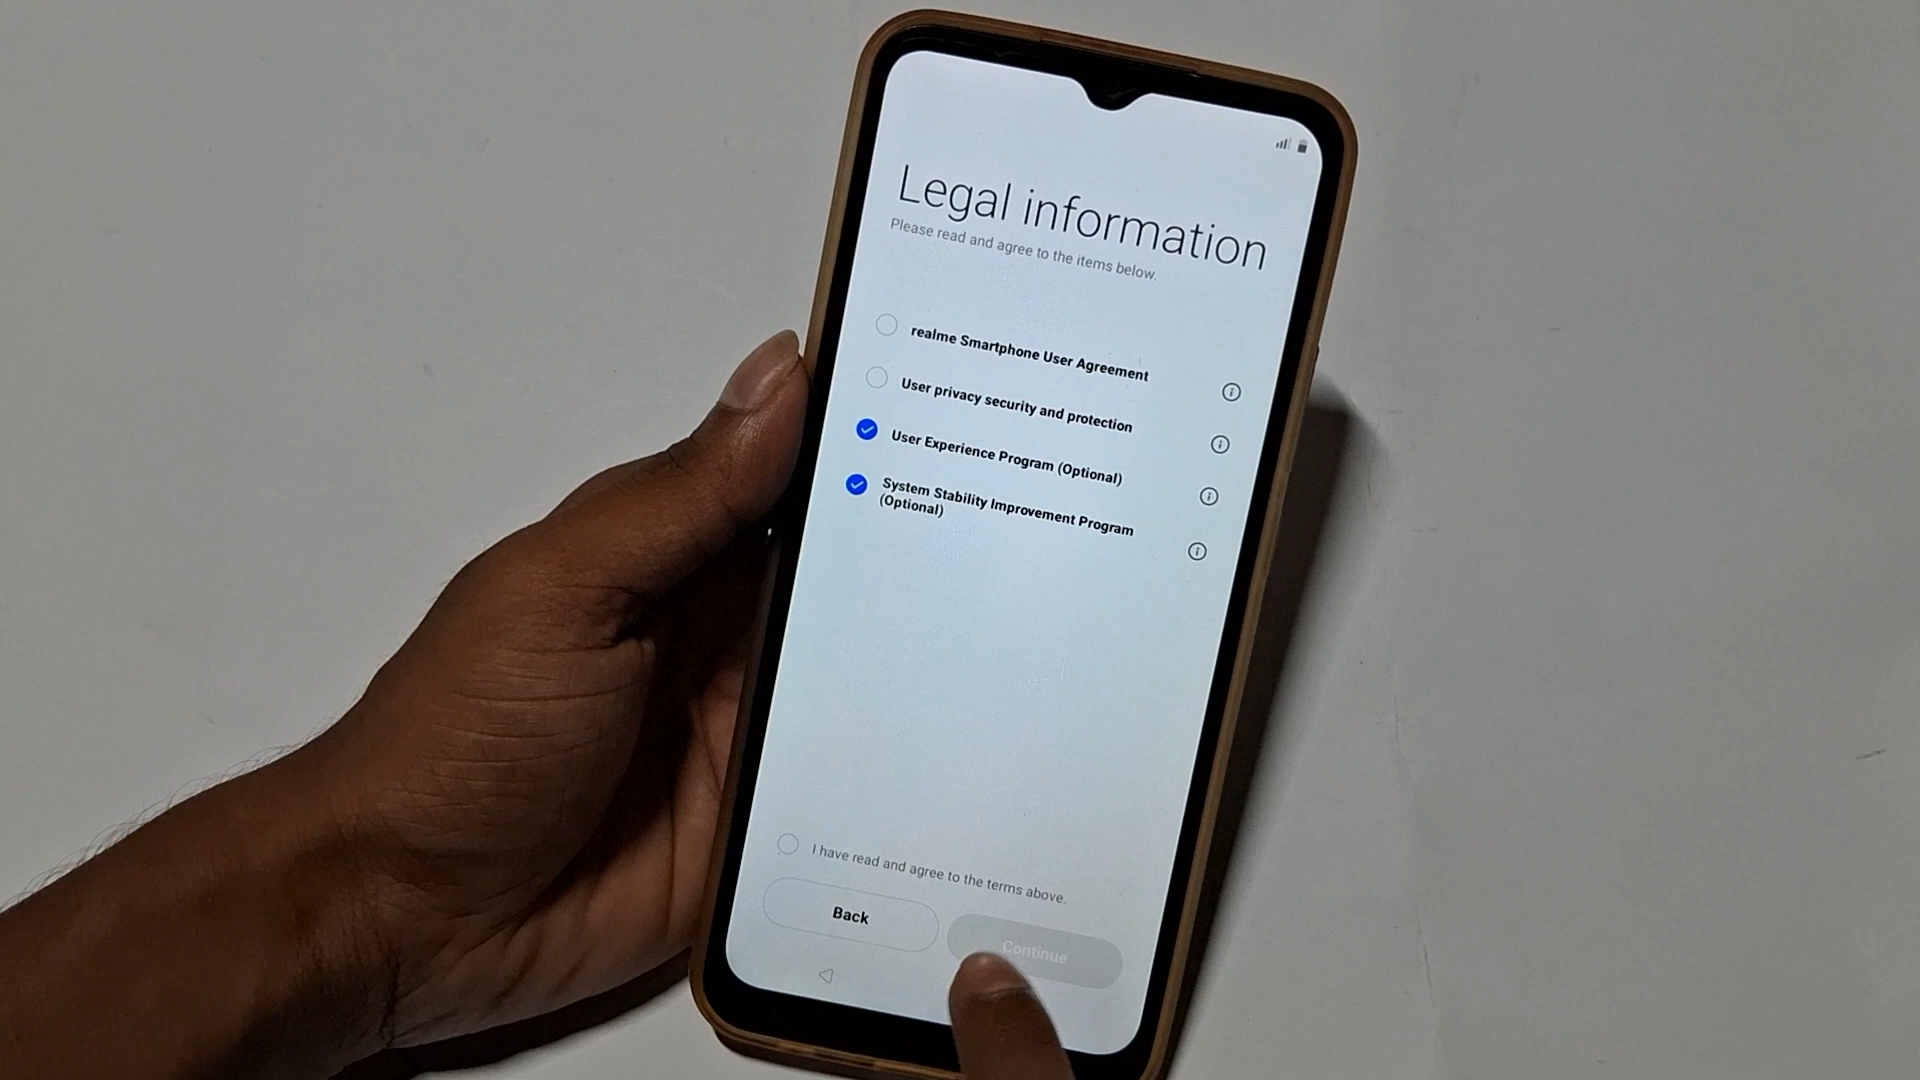 Legal information
Please read and agree to the items below.
realme Smartphone User Agreement
User privacy security and protection
User Experience Program (Optional)
System Stability Improvement Program
(Optional)
I have read and agree to the terms above.
Back
Continue